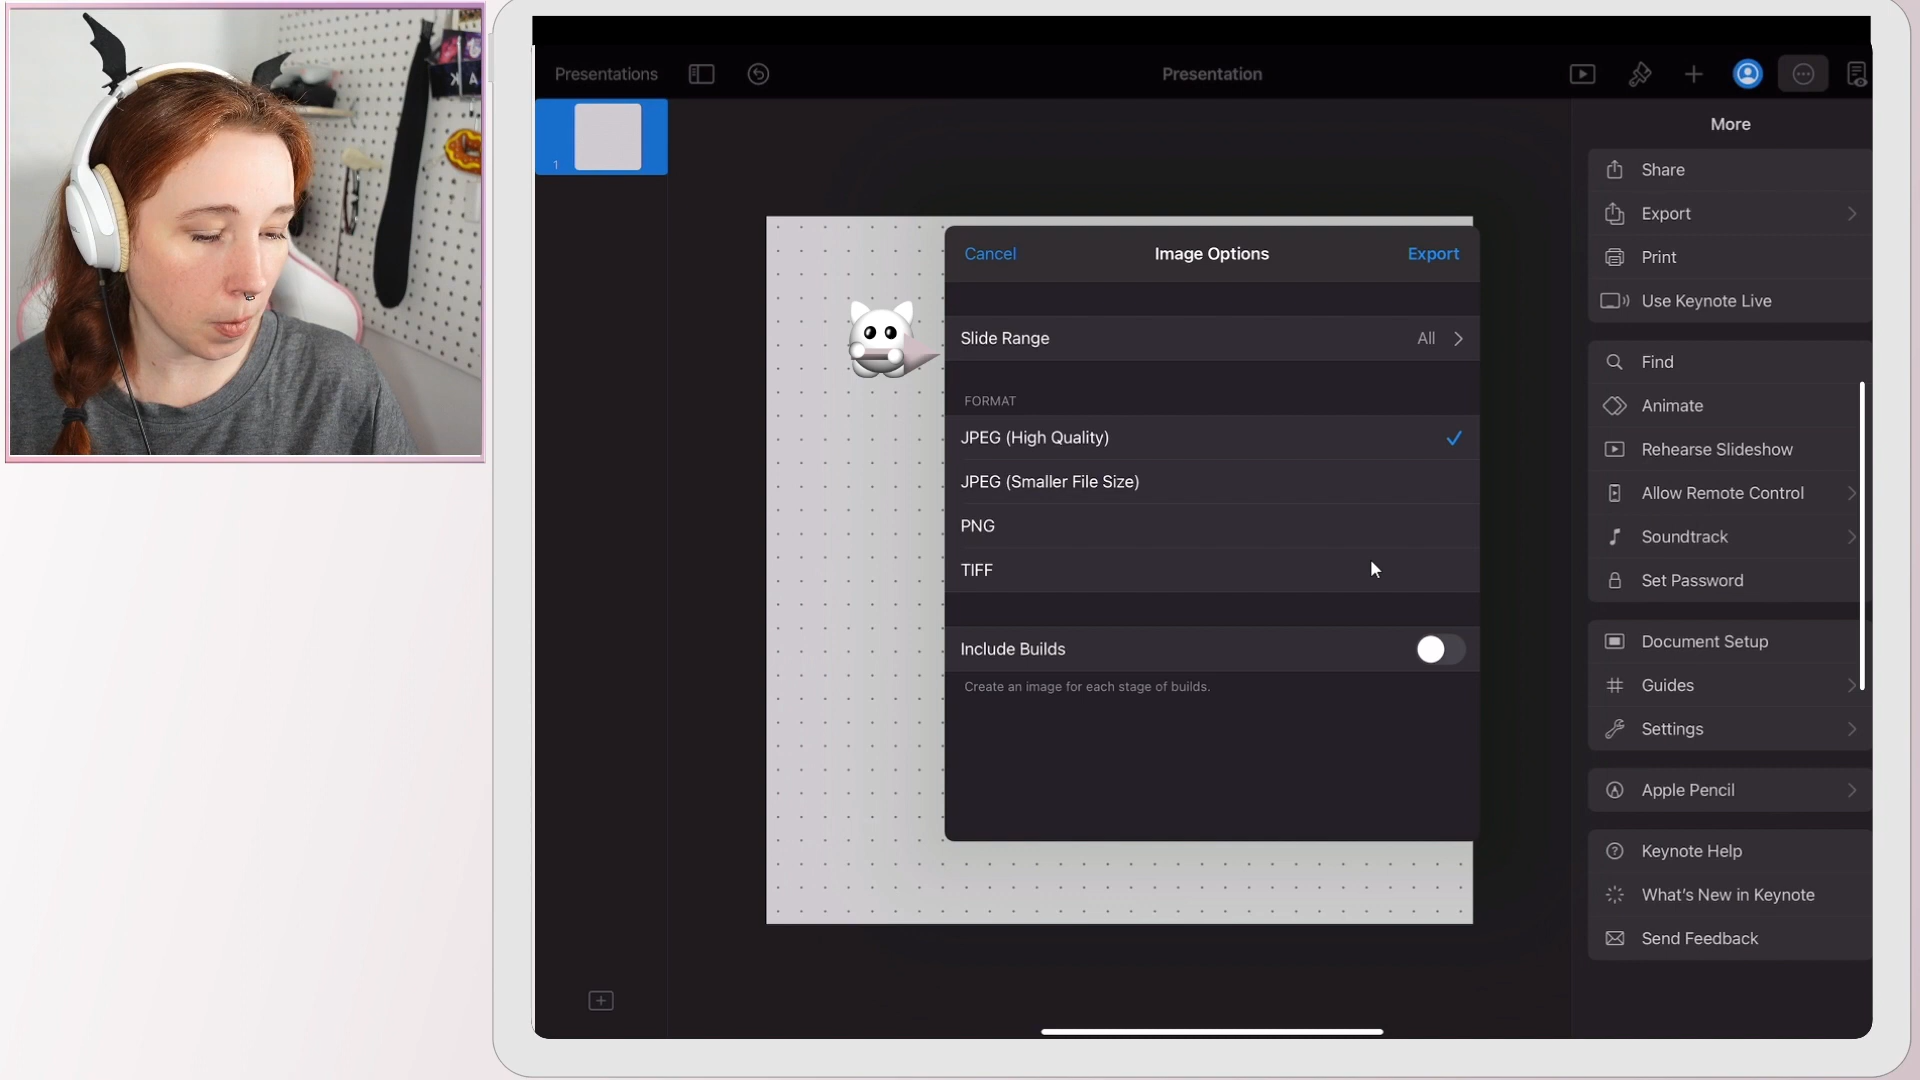 Presentations
Presentation
1
More
Share
Export
Print
Use Keynote Live
Find
Animate
Rehearse Slideshow
Allow Remote Control
Soundtrack
Set Password
Document Setup
Guides
Settings
Apple Pencil
Keynote Help
What's New in Keynote
Send Feedback
Cancel
Image Options
Export
Slide Range
All
FORMAT
JPEG (High Quality)
JPEG (Smaller File Size)
PNG
TIFF
Include Builds
Create an image for each stage of builds.